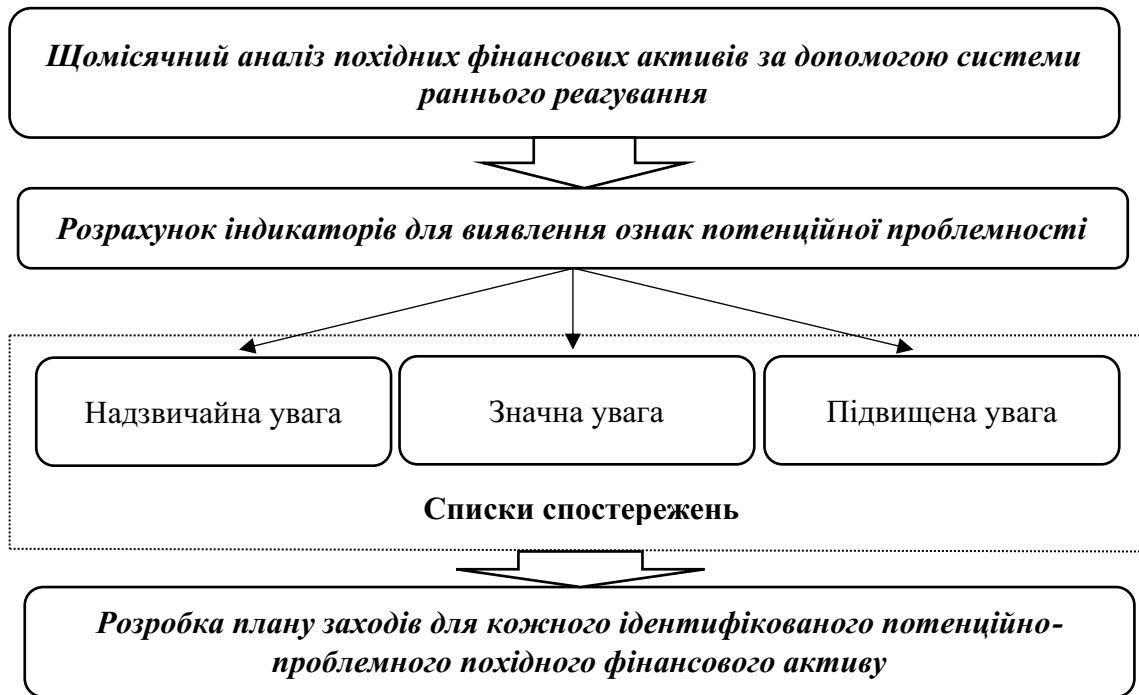 Щомісячний аналіз похідних фінансових активів за допомогою системи
раннього реагування
Розрахунок індикаторів для виявлення ознак потенційної проблемності
Надзвичайна увага
Значна увага
Підвищена увага
Списки спостережень
Розробка плану заходів для кожного ідентифікованого потенційно-
проблемного похідного фінансового активу